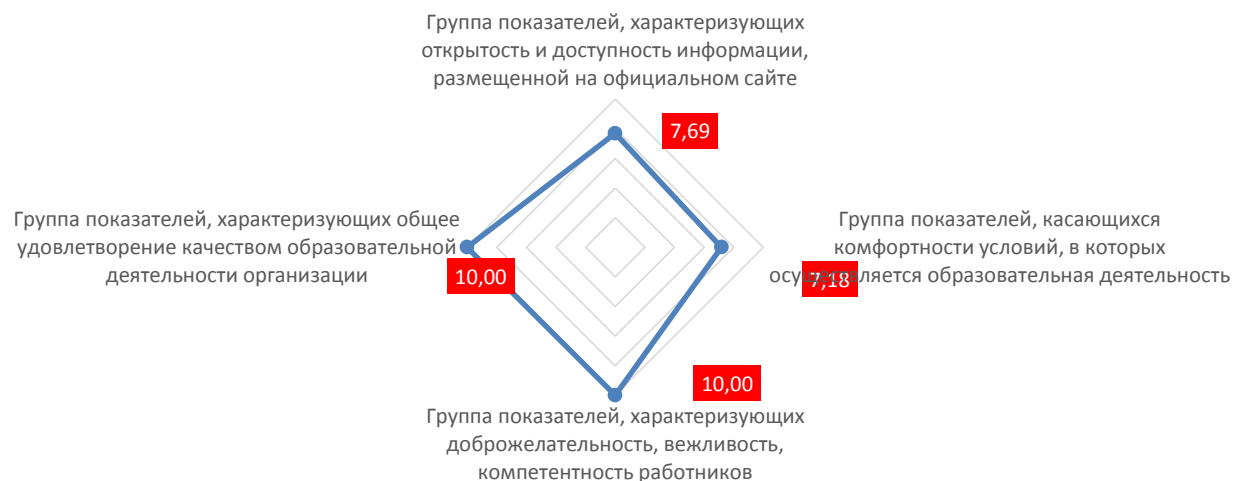 Группа показателей, характеризующих
открытость и доступность информации,
размещенной на официальном сайте
7,69
Группа показателей, характеризующих общее
удовлетворение качеством образовательной
деятельности организации
10,00
Группа показателей, касающихся
комфортности условий, в которых
осуществляется образовательная деятельность
7,18
10,00
Группа показателей, характеризующих
доброжелательность, вежливость,
компетентность работников